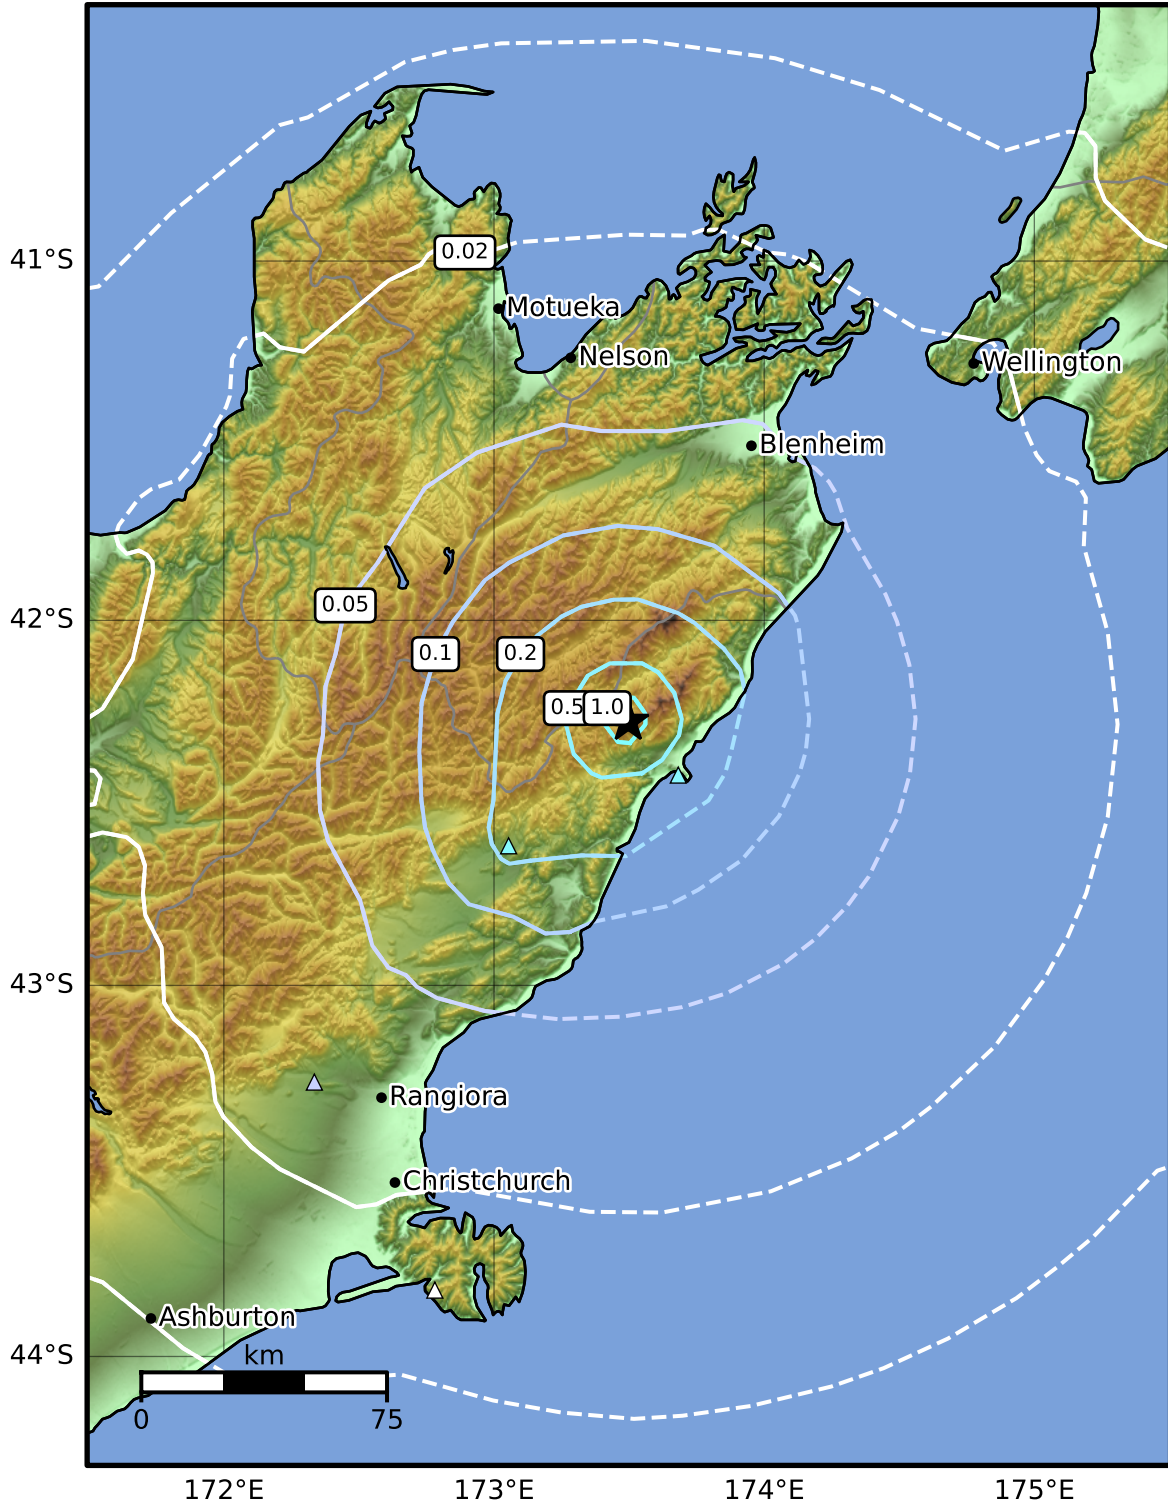 41°S
0.02
Motueka
Nelson
Wellington
Blenheim
0.05
42°S
0.1
0.2
0.5
1.0
43°S
Rangiora
Christchurch
Ashburton
44°S
km
0
75
172°E
173°E
174°E
175°E